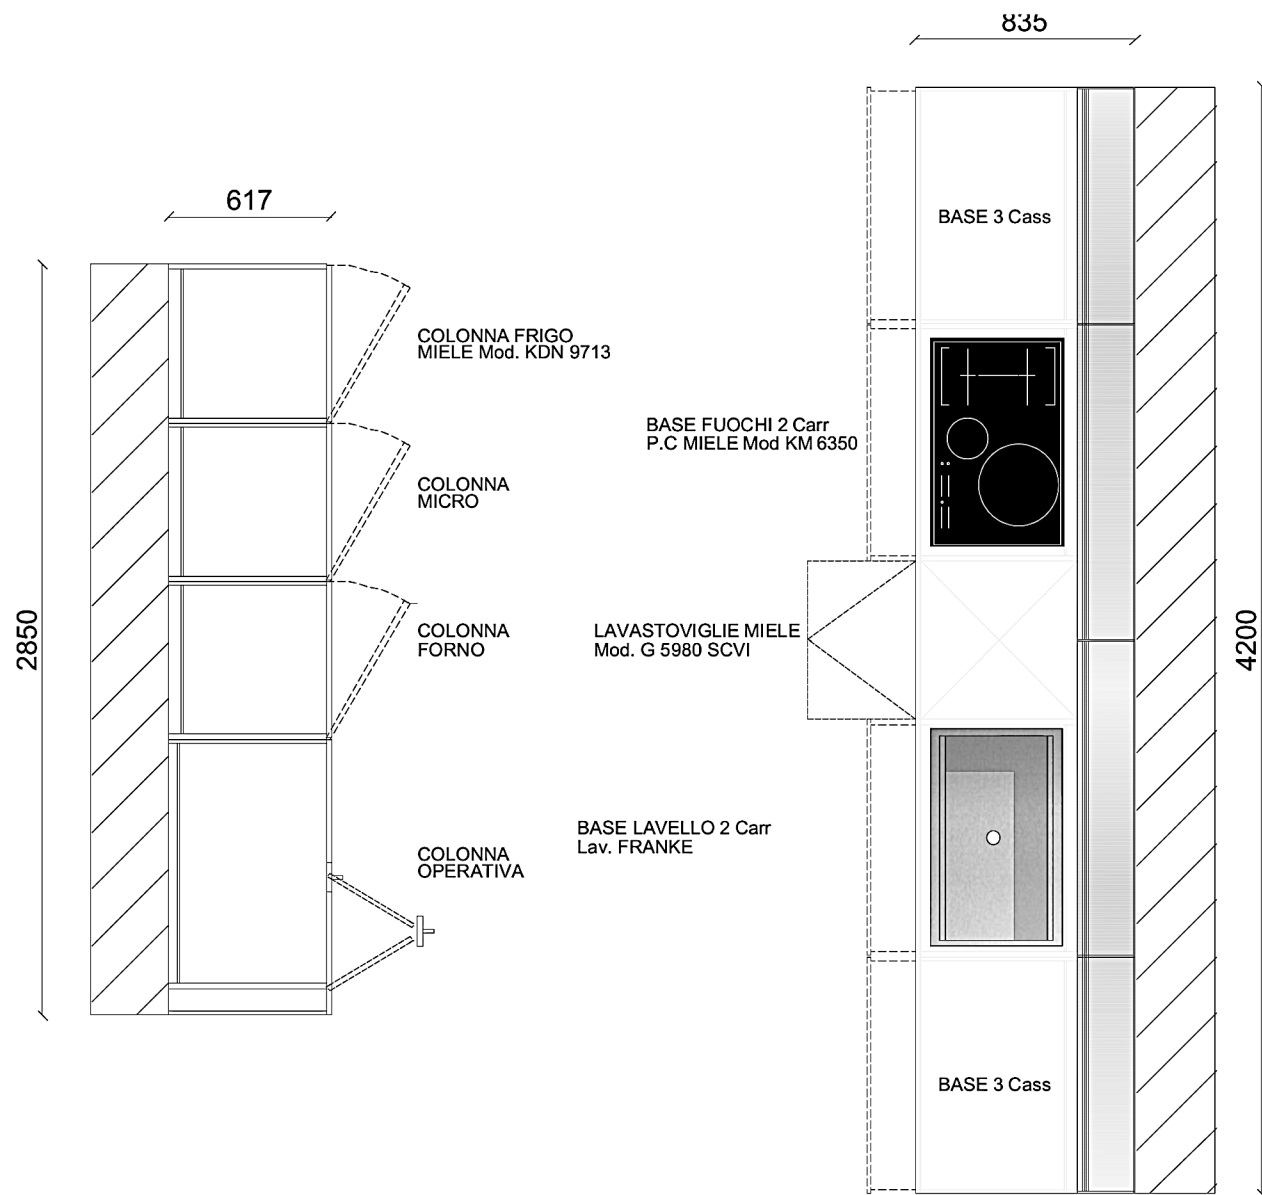 835
617
COLONNA FRIGO
MIELE Mod. KDN 9713
COLONNA
MICRO
COLONNA
FORNO
COLONNA
OPERATIVA
2850
BASE 3 Cass
BASE FUOCHI 2 Carr
P.C MIELE Mod KM 6350
LAVASTOVIGLIE MIELE
Mod. G 5980 SCVI
BASE LAVELLO 2 Carr
Lav. FRANKE
BASE 3 Cass
4200